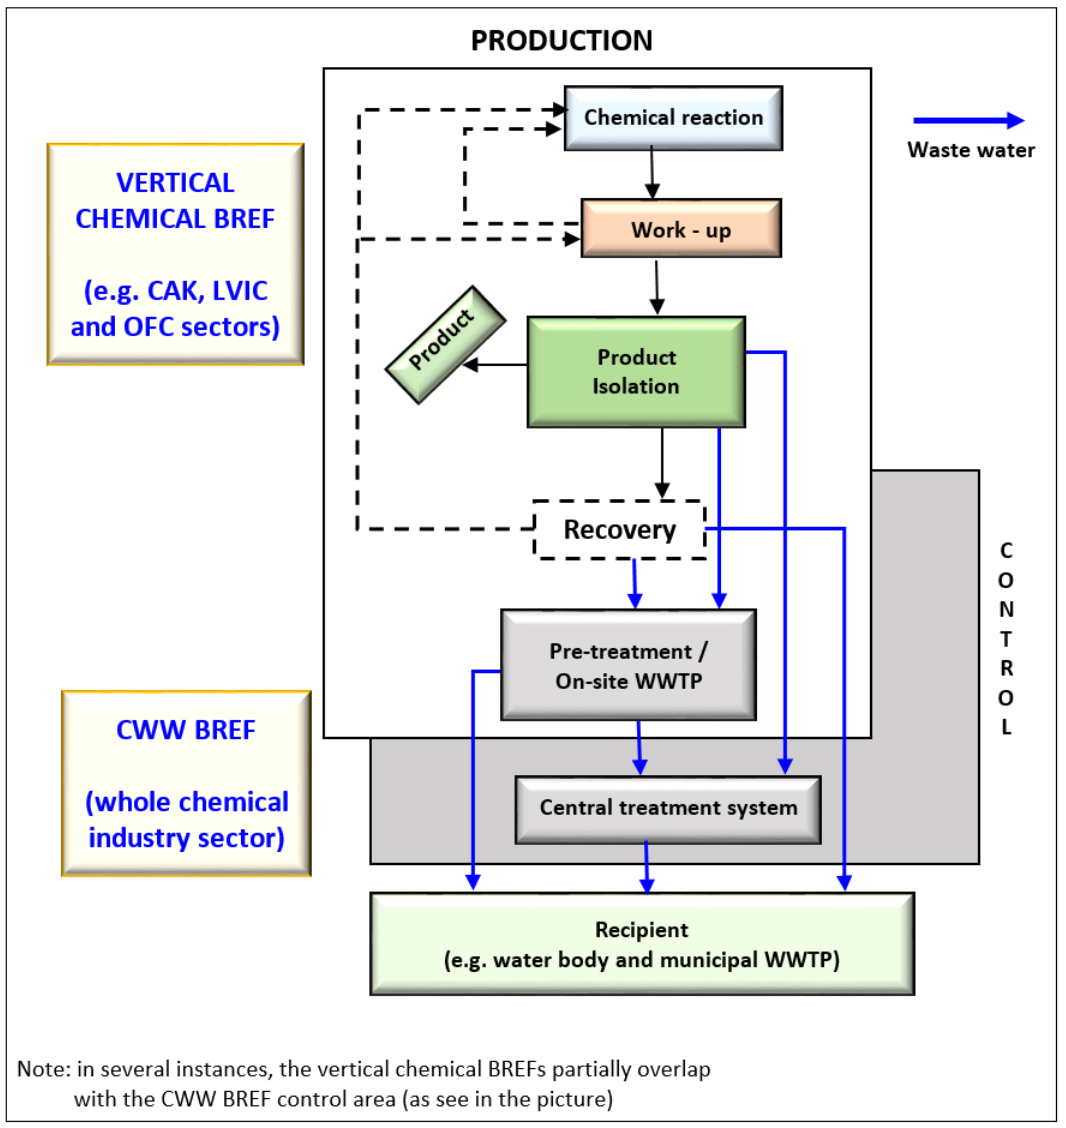 PRODUCTION
Chemical reaction
Waste water
VERTICAL
CHEMICAL BREF
(e.g. CAK, LVIC
and OFC sectors)
Work - up
Product
Product
Isolation
Recovery
CONTROL
Pre-treatment /
On-site WWTP
CWW BREF
(whole chemical
industry sector)
Central treatment system
Recipient
(e.g. water body and municipal WWTP)
Note: in several instances, the vertical chemical BREFs partially overlap
with the CWW BREF control area (as see in the picture)